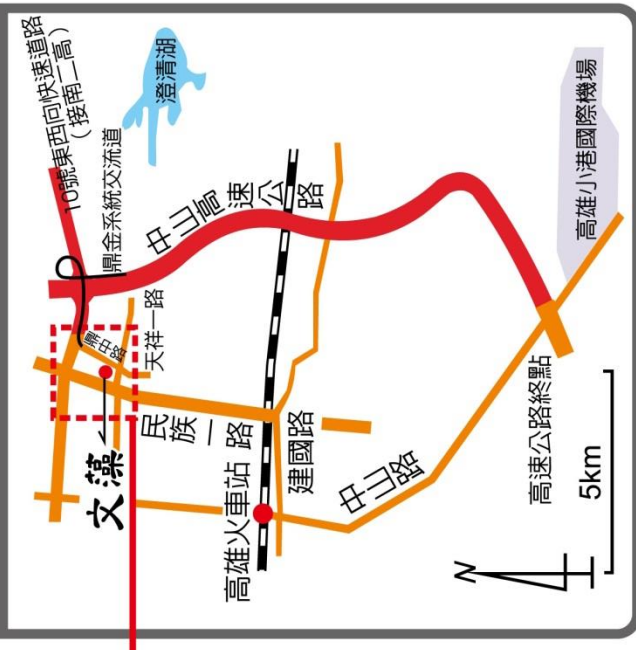 10號東西向快速道路
（接南二高）
鼎金系統交流道
澄清湖
中山高速公路
鼎中路
天祥一路
文藻
民族一路
高雄火車站
建國路
中山路
高速公路終點
高雄小港國際機場
N
5km